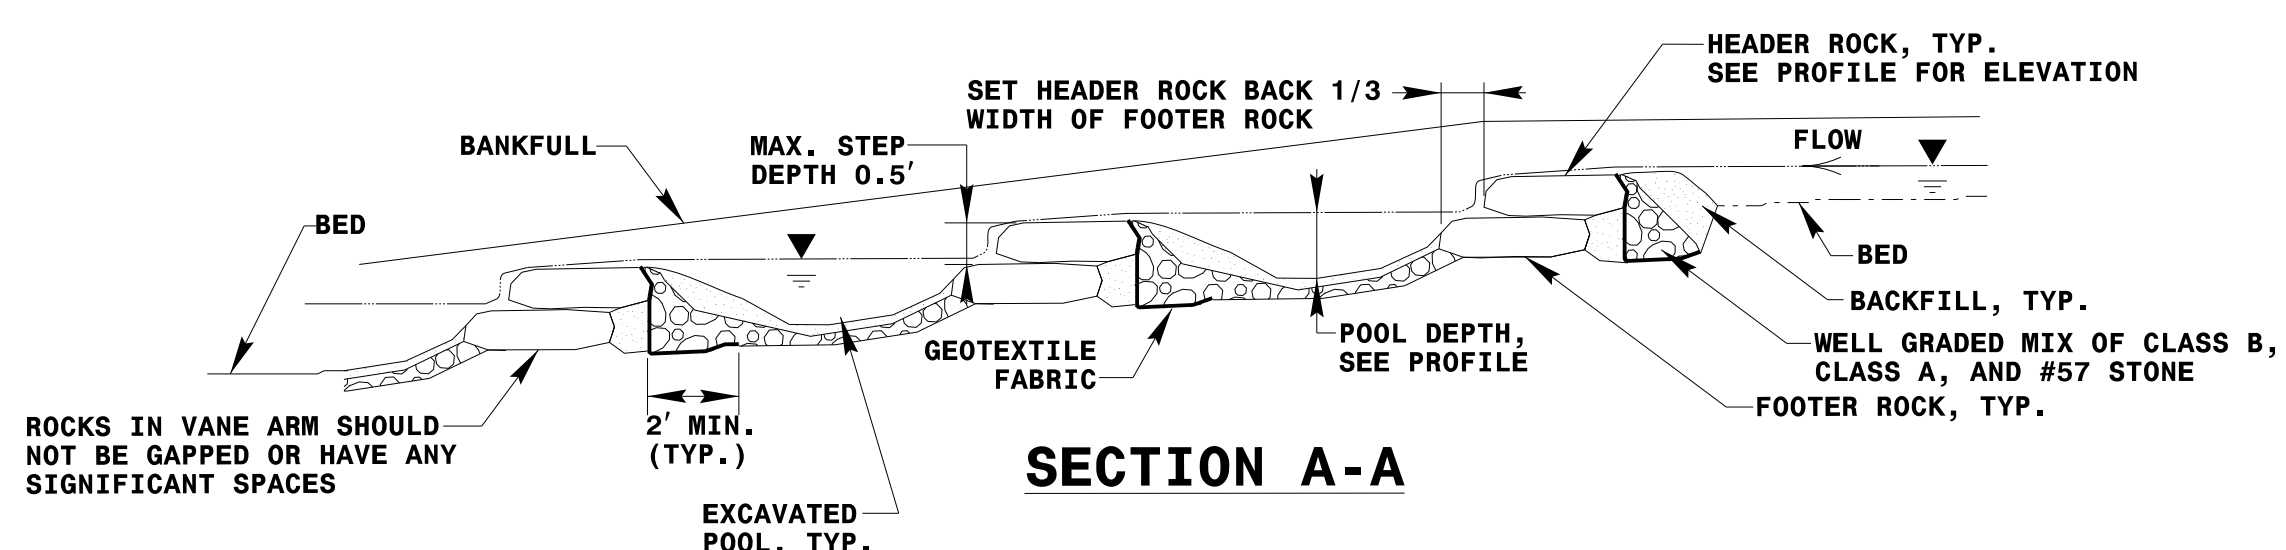 HEADER ROCK, TYP.
SEE PROFILE FOR ELEVATION
SET HEADER ROCK BACK 1/3
WIDTH OF FOOTER ROCK
BANKFULL
MAX. STEP
DEPTH 0.5'
FLOW
BED
BED
BACKFILL, TYP.
POOL DEPTH,
SEE PROFILE
GEOTEXTILE
FABRIC
WELL GRADED MIX OF CLASS B,
CLASS A, AND #57 STONE
FOOTER ROCK, TYP.
ROCKS IN VANE ARM SHOULD
NOT BE GAPPED OR HAVE ANY
SIGNIFICANT SPACES
2' MIN.
(TYP.)
SECTION A-A
EXCAVATED
POOL, TYP.